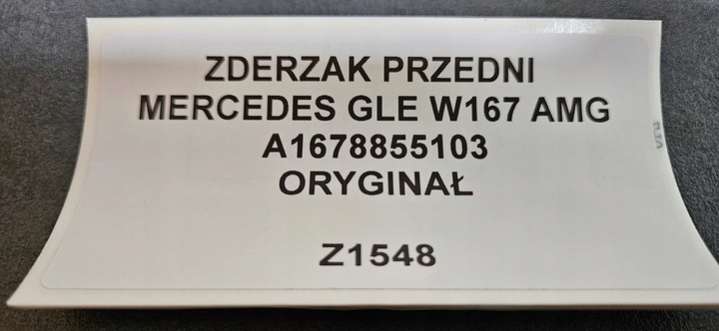 ZDERZAK PRZEDNI
MERCEDES GLE W167 AMG
A1678855103
ORYGINAŁ
Z1548